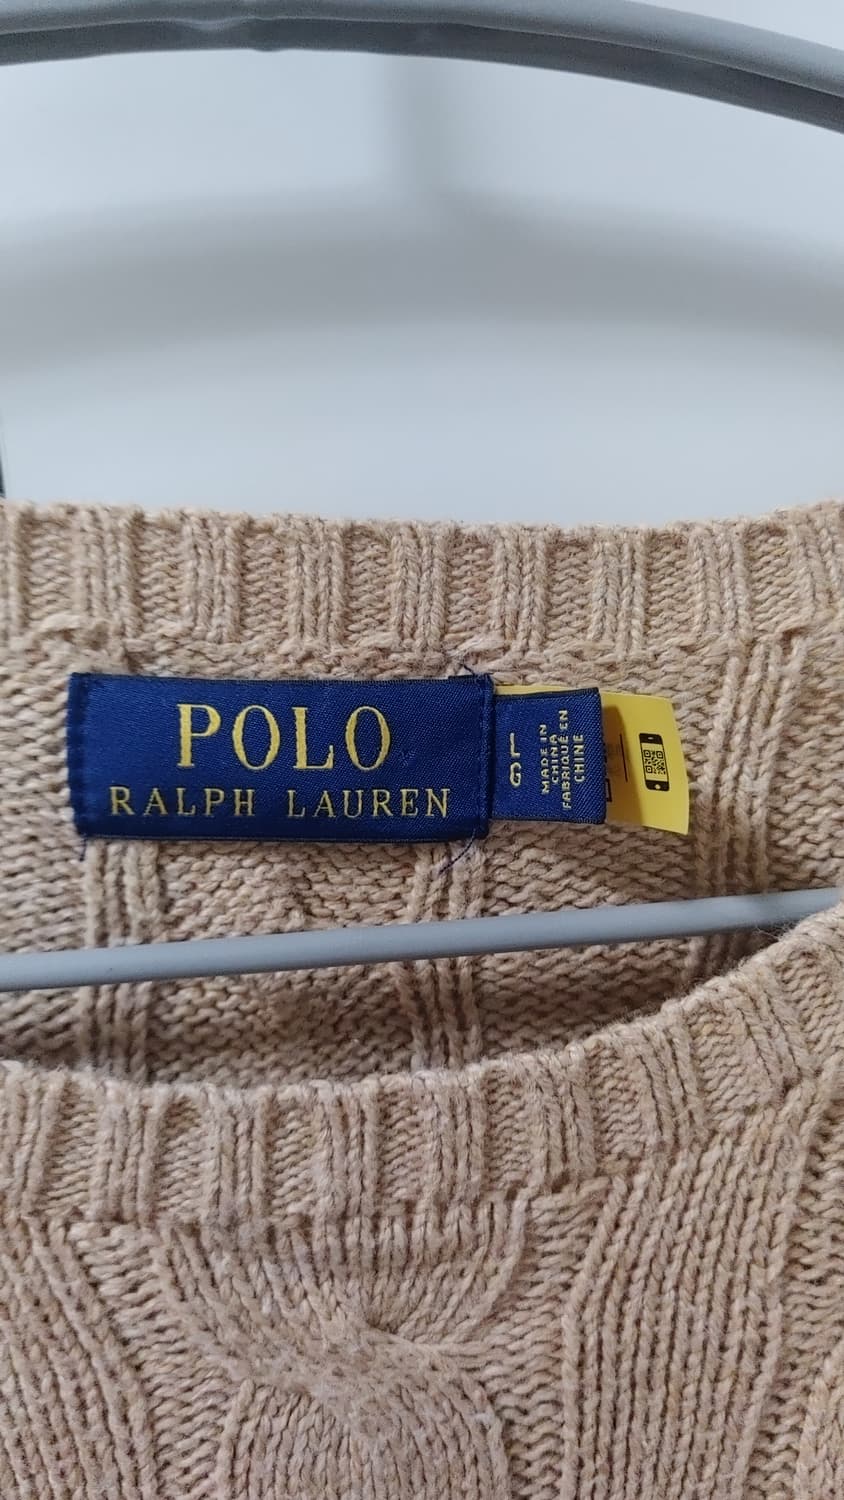 POLO
RALPH LAUREN
L
G
MADE IN
CHINA
FABRIQUÉ EN
CHINE